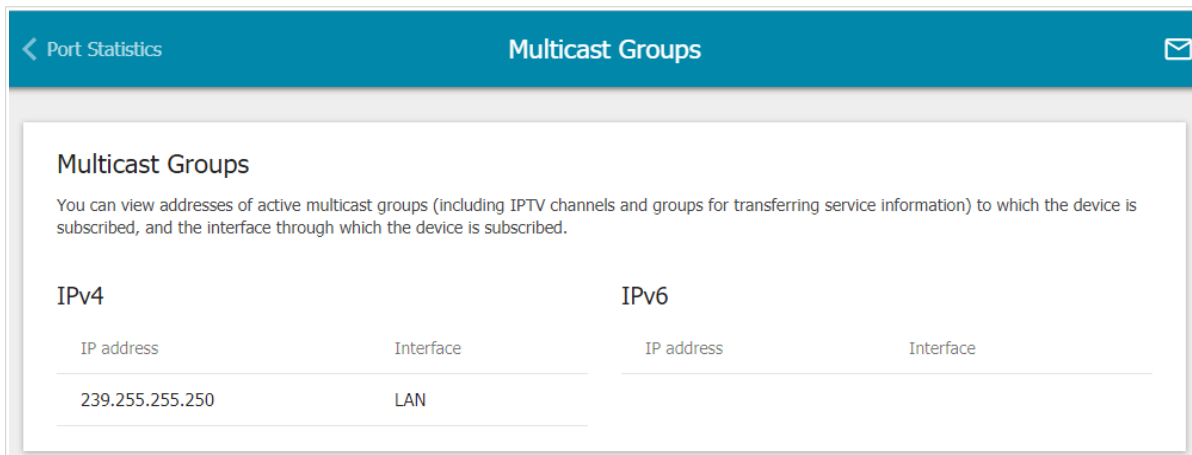 Port Statistics
Multicast Groups
Multicast Groups
You can view addresses of active multicast groups (including IPTV channels and groups for transferring service information) to which the device is
subscribed, and the interface through which the device is subscribed.
IPv4
IP address Interface
239.255.255.250 LAN
IPv6
IP address Interface